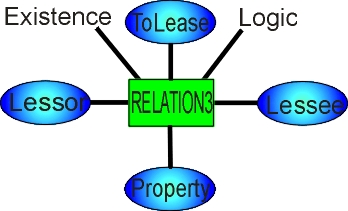 Existence
ToLease
Logic
Lessor
RELATION3
Lessee
Property